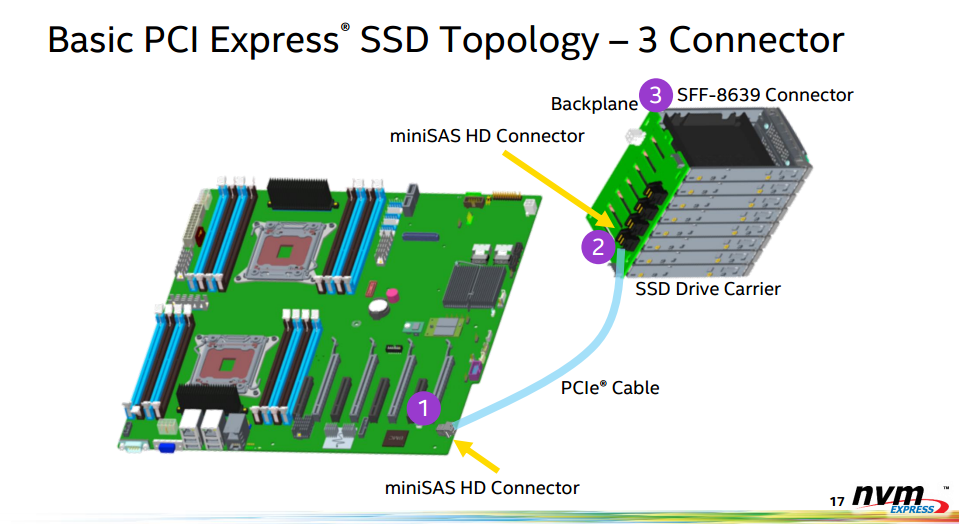 Basic PCI Express® SSD Topology – 3 Connector
Backplane
3
SFF-8639 Connector
miniSAS HD Connector
2
SSD Drive Carrier
PCIe® Cable
1
miniSAS HD Connector
17
nvm™
EXPRESS®